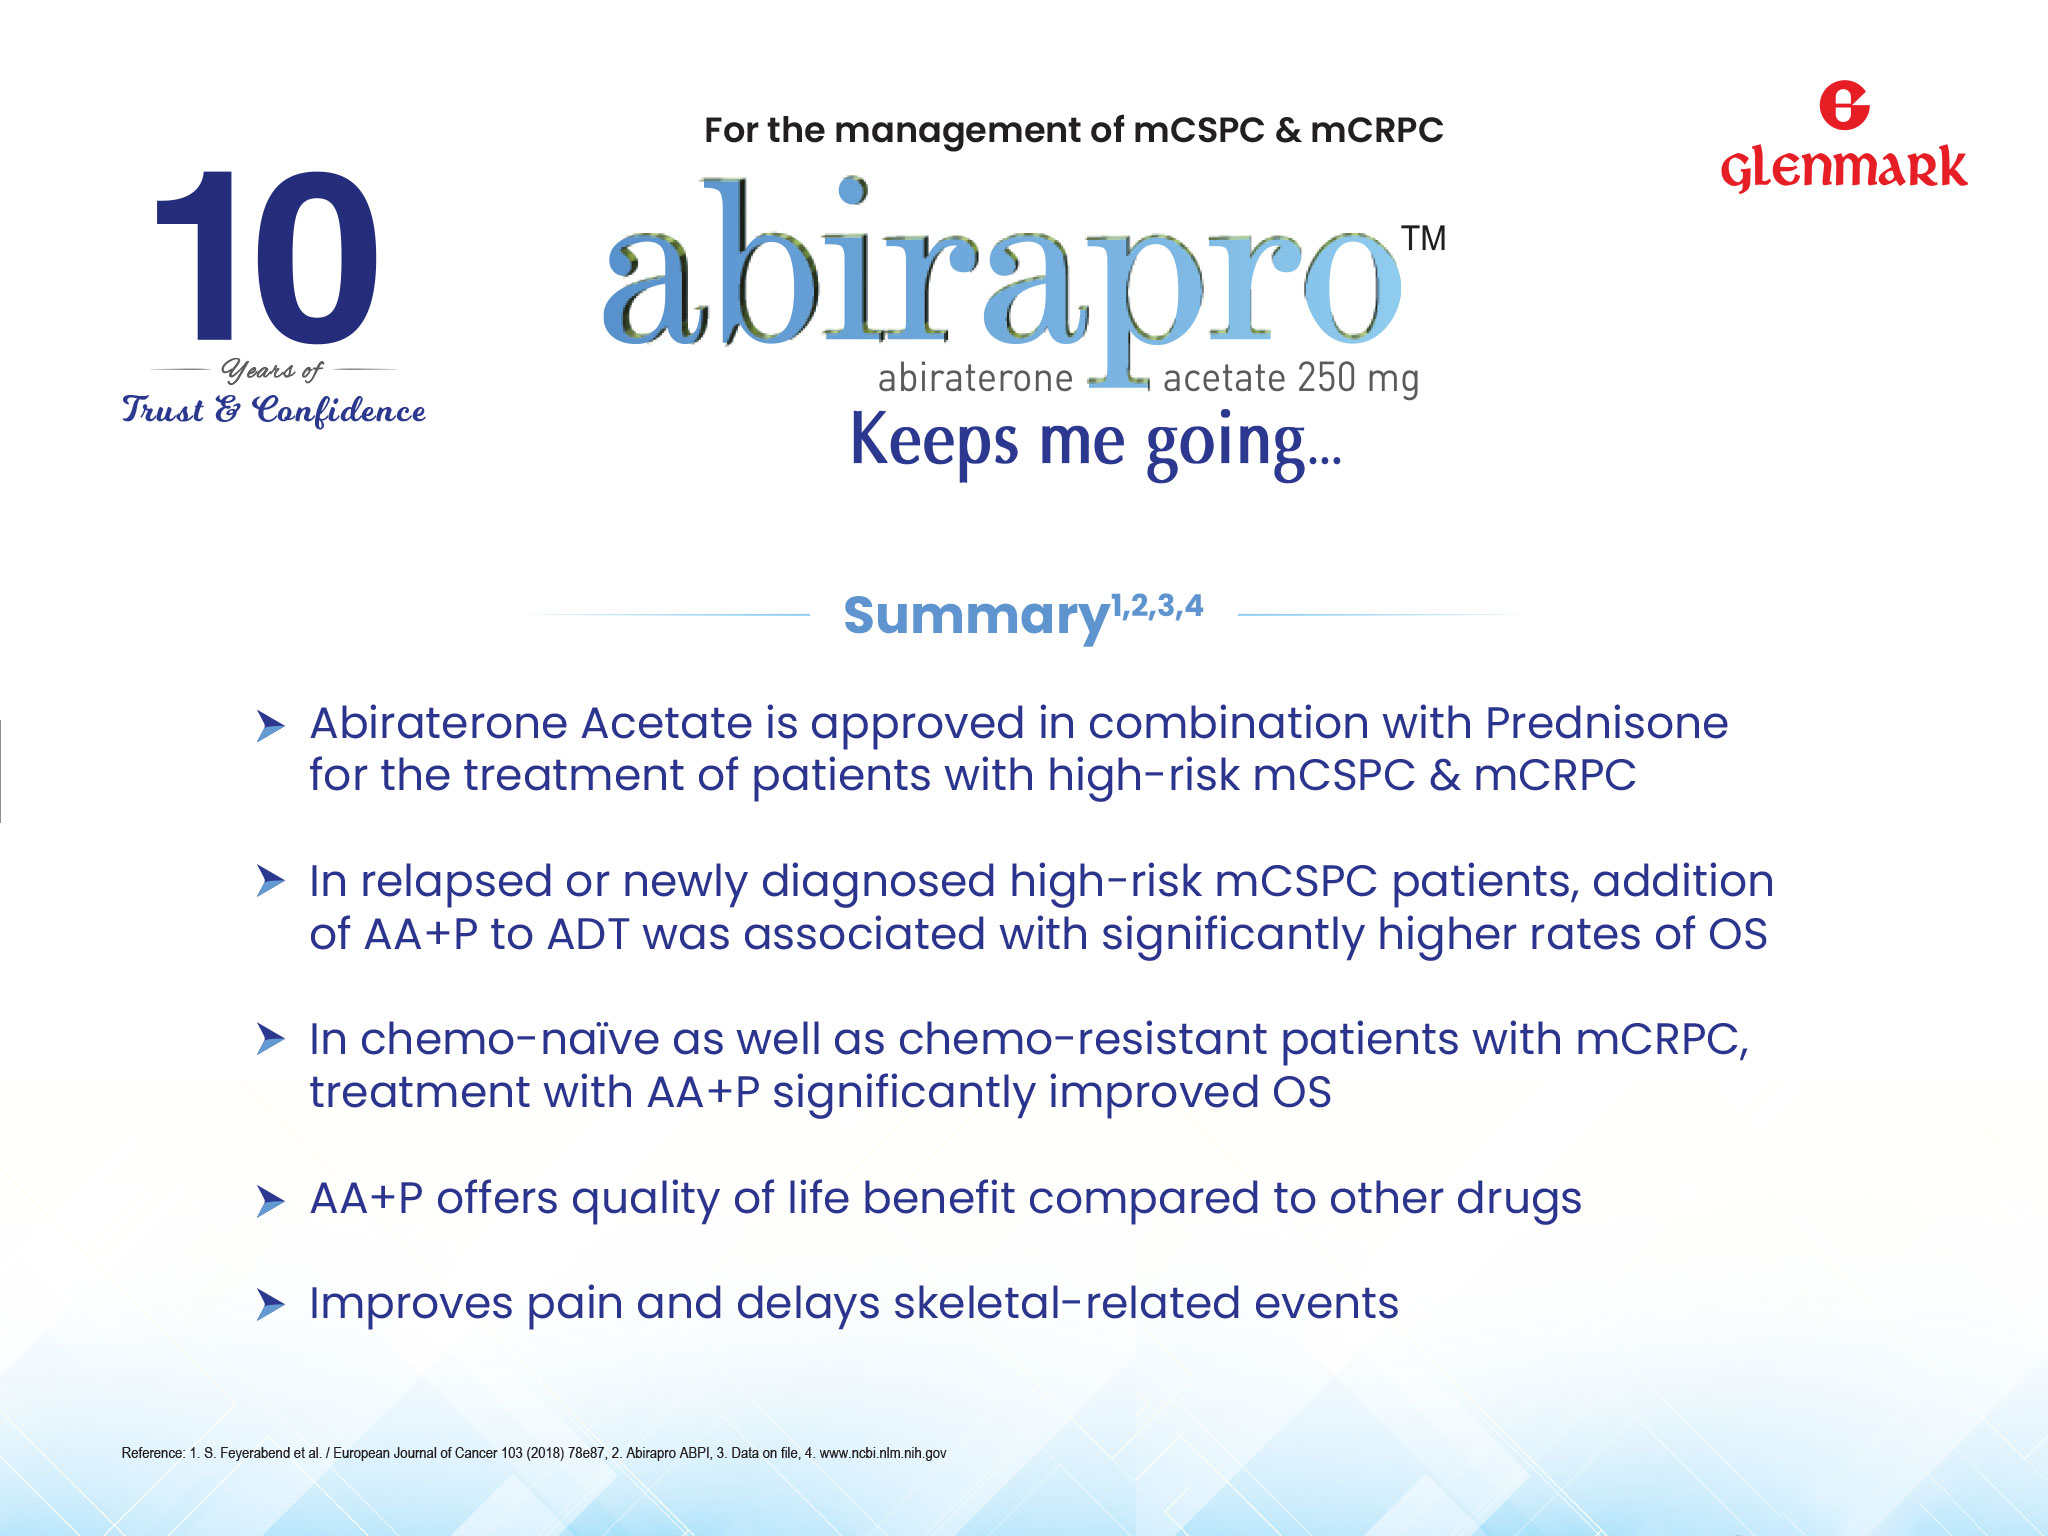 For the management of mCSPC & mCRPC
glenmark
10
Years of
Trust & Confidence
abirapro™
abiraterone acetate 250 mg
Keeps me going...
Summary1,2,3,4
➤ Abiraterone Acetate is approved in combination with Prednisone
for the treatment of patients with high-risk mCSPC & mCRPC
➤ In relapsed or newly diagnosed high-risk mCSPC patients, addition
of AA+P to ADT was associated with significantly higher rates of OS
➤ In chemo-naïve as well as chemo-resistant patients with mCRPC,
treatment with AA+P significantly improved OS
➤ AA+P offers quality of life benefit compared to other drugs
➤ Improves pain and delays skeletal-related events
Reference: 1. S. Feyerabend et al. / European Journal of Cancer 103 (2018) 78e87, 2. Abirapro ABPI, 3. Data on file, 4. www.ncbi.nlm.nih.gov